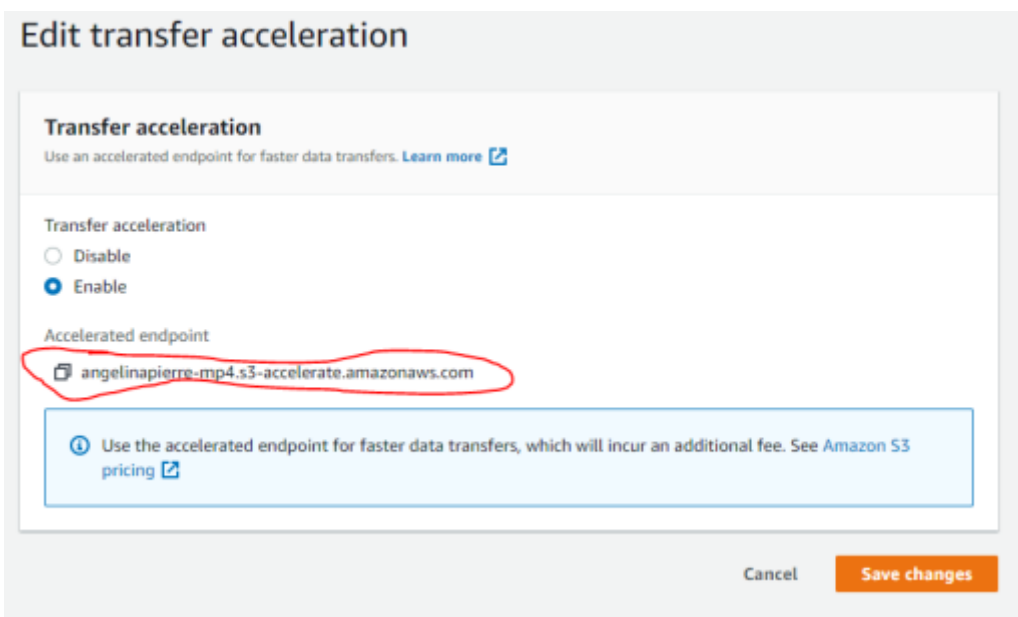 Edit transfer acceleration
Transfer acceleration
Use an accelerated endpoint for faster data transfers. Learn more
Transfer acceleration
Disable
Enable
Accelerated endpoint
angelinapierre-mp4.s3-accelerate.amazonaws.com
Use the accelerated endpoint for faster data transfers, which will incur an additional fee. See Amazon S3
pricing
Cancel Save changes